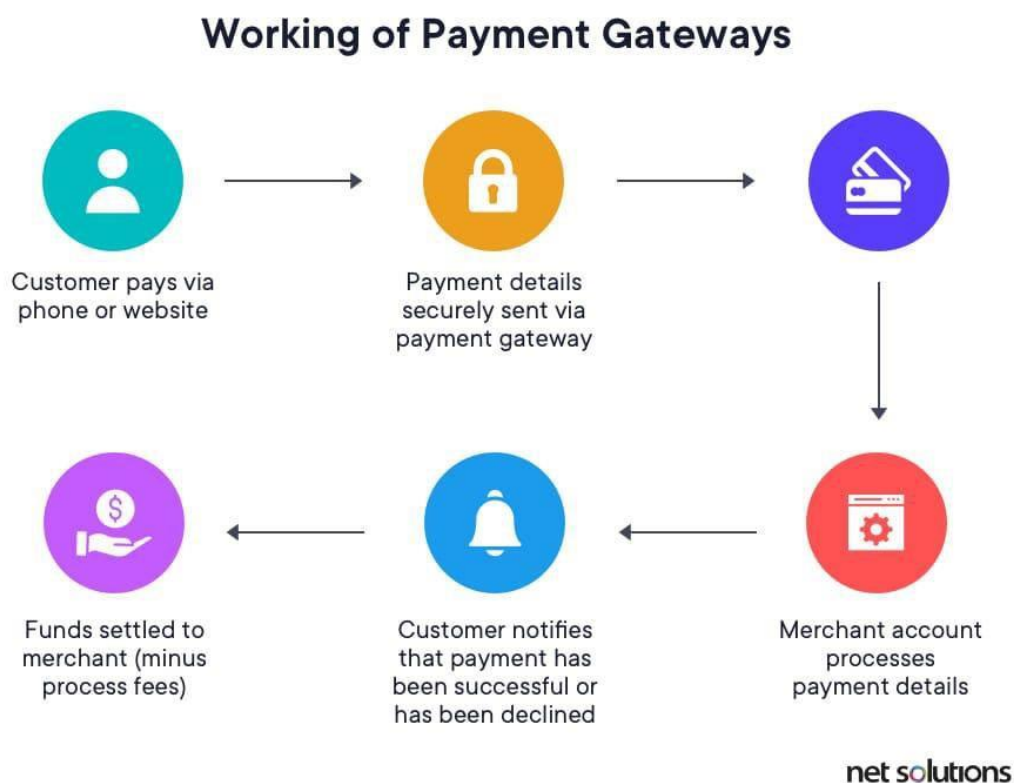 Working of Payment Gateways
Customer pays via
phone or website
Payment details
securely sent via
payment gateway
Funds settled to
merchant (minus
process fees)
Customer notifies
that payment has
been successful or
has been declined
Merchant account
processes
payment details
net solutions